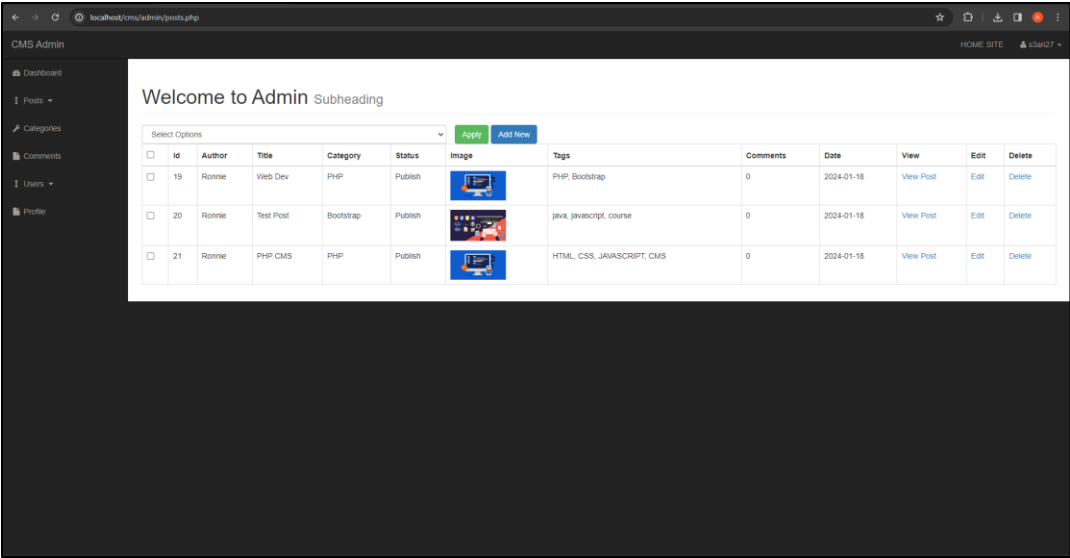 localhost/cms/admin/posts.php
CMS Admin
HOME SITE s3an27
Dashboard
Posts
Categories
Comments
Users
Profile
Welcome to Admin Subheading
Select Options Apply Add New
Id Author Title Category Status Image Tags Comments Date View Edit Delete
19 Ronnie Web Dev PHP Publish PHP, Bootstrap 0 2024-01-18 View Post Edit Delete
20 Ronnie Test Post Bootstrap Publish java, javascript, course 0 2024-01-18 View Post Edit Delete
21 Ronnie PHP CMS PHP Publish HTML, CSS, JAVASCRIPT, CMS 0 2024-01-18 View Post Edit Delete